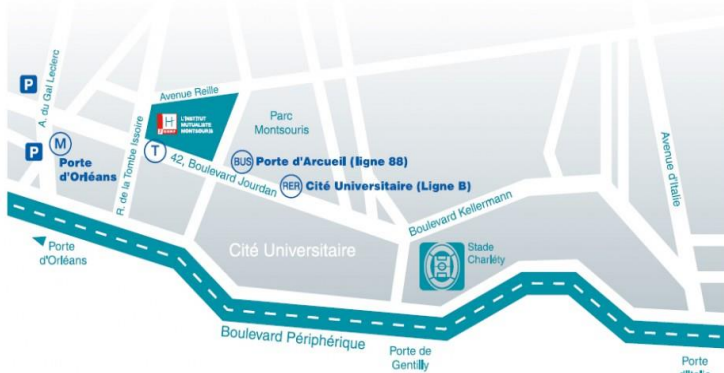 P
A. du Gal Leclerc
P
M
Porte
d'Orléans
R. de la Tombe Issoire
Avenue Reille
H
L'INSTITUT
MUTUALISTE
MONTSOURIS
T
42, Boulevard Jourdan
Parc
Montsouris
BUS Porte d'Arcueil (ligne 88)
RER Cité Universitaire (Ligne B)
Boulevard Kellermann
Avenue d'Italie
Porte
d'Orléans
Cité Universitaire
Stade
Charléty
Boulevard Périphérique
Porte de
Gentilly
Porte